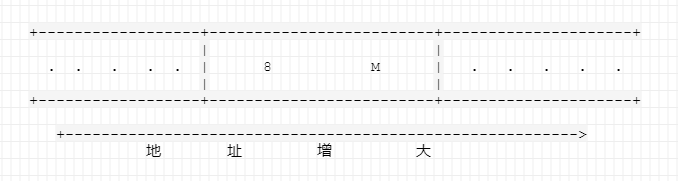 . . . . . | 8 M | . . . . .
地 址 增 大